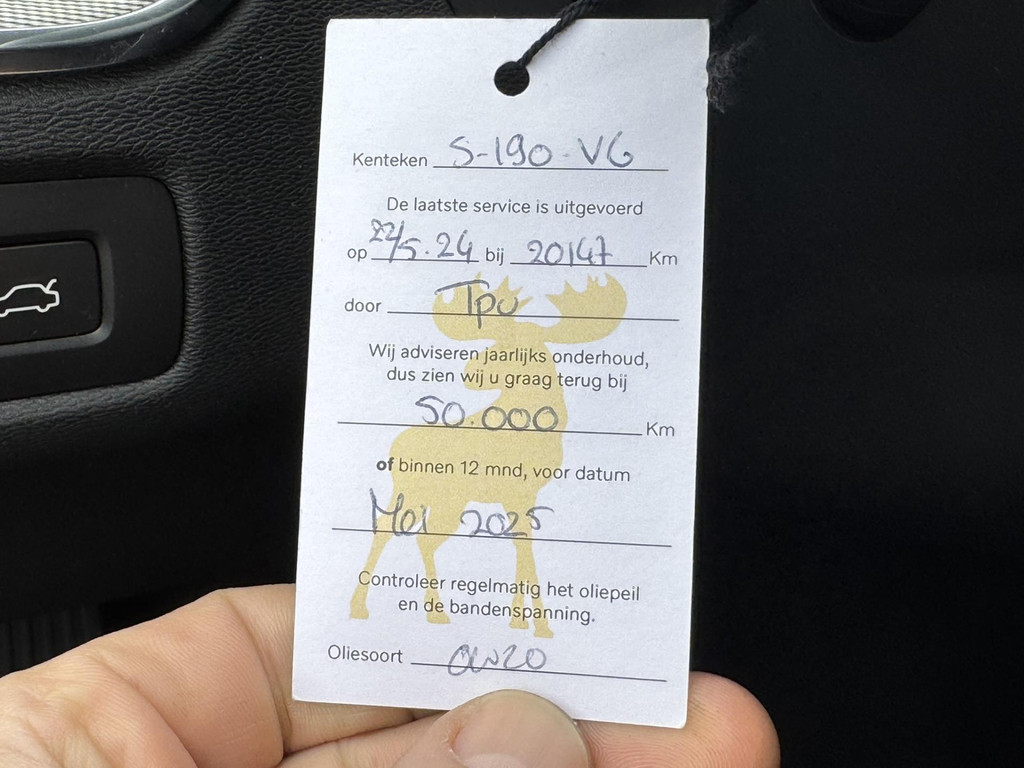 Kenteken S-190-VG
De laatste service is uitgevoerd
op 22/5.24 bij 20147 Km
door Tpu
Wij adviseren jaarlijks onderhoud,
dus zien wij u graag terug bij
50.000 Km
of binnen 12 mnd, voor datum
Mei 2025
Controleer regelmatig het oliepeil
en de bandenspanning.
Oliesoort 0W20